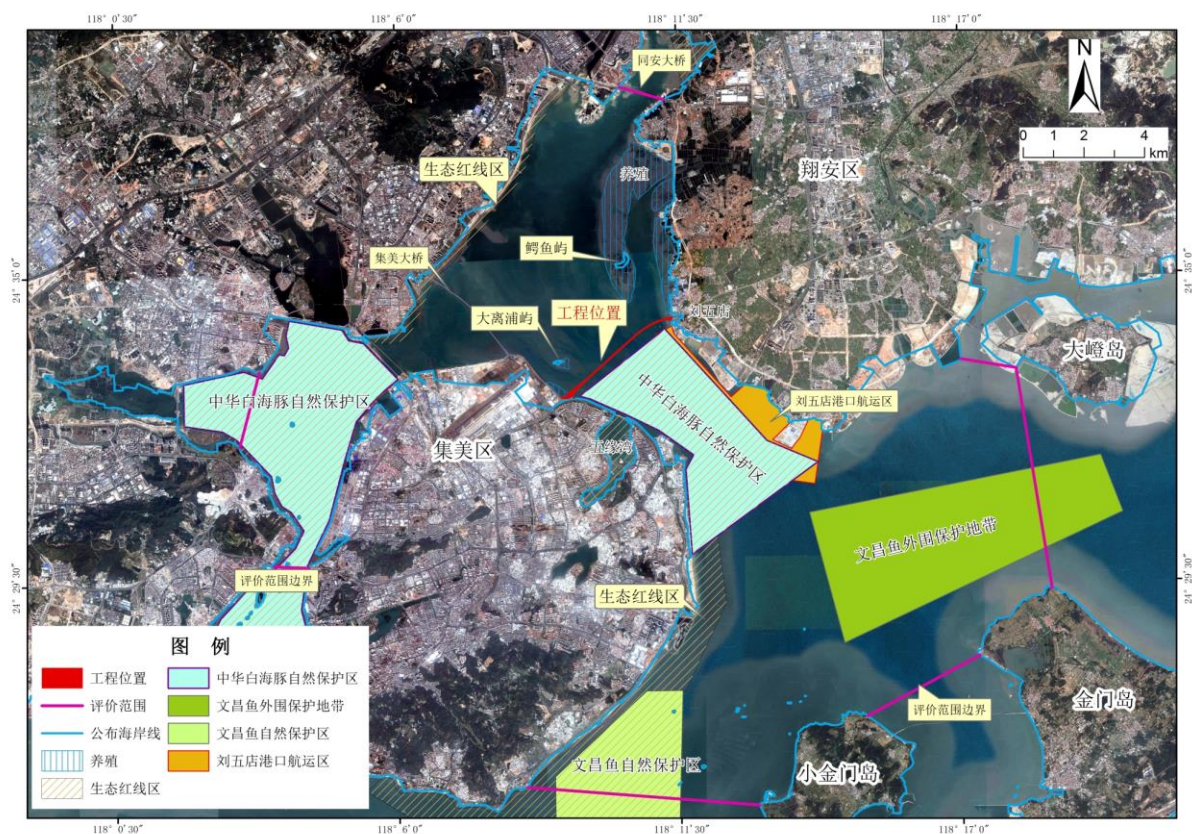 118° 0′30″
118° 6′0″
118° 11′30″
118° 17′0″
同安大桥
N
0 1 2 4
km
生态红线区
养殖
翔安区
24° 35′0″
24° 35′0″
集美大桥
鳄鱼屿
大离浦屿
工程位置
刘五店
大嶝岛
中华白海豚自然保护区
中华白海豚自然保护区
刘五店港口航运区
集美区
五缘湾
文昌鱼外围保护地带
24° 29′30″
24° 29′30″
评价范围边界
生态红线区
图 例
工程位置
中华白海豚自然保护区
评价范围
文昌鱼外围保护地带
公布海岸线
文昌鱼自然保护区
养殖
刘五店港口航运区
生态红线区
文昌鱼自然保护区
评价范围边界
金门岛
小金门岛
118° 0′30″
118° 6′0″
118° 11′30″
118° 17′0″